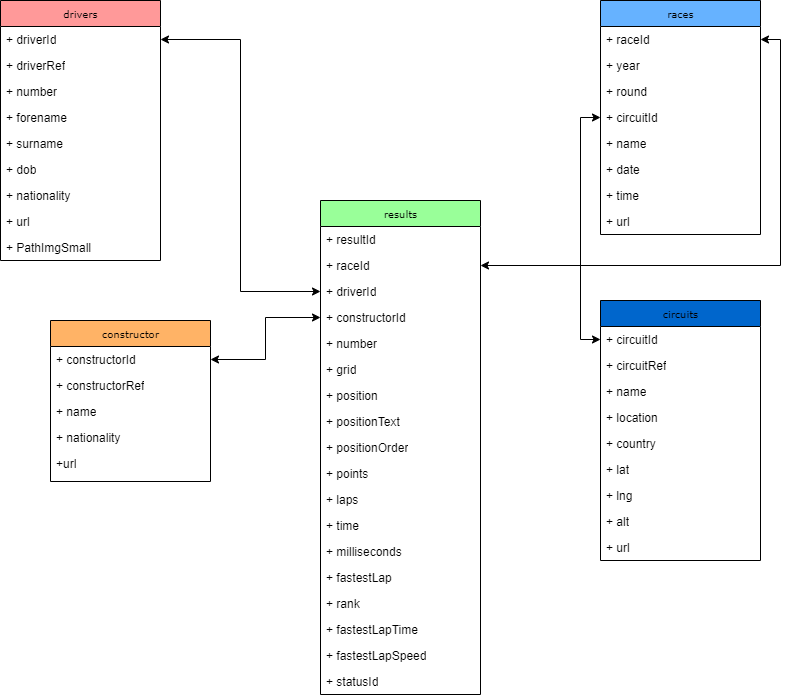 drivers
+ driverId
+ driverRef
+ number
+ forename
+ surname
+ dob
+ nationality
+ url
+ PathImgSmall
constructor
+ constructorId
+ constructorRef
+ name
+ nationality
+url
results
+ resultId
+ raceId
+ driverId
+ constructorId
+ number
+ grid
+ position
+ positionText
+ positionOrder
+ points
+ laps
+ time
+ milliseconds
+ fastestLap
+ rank
+ fastestLapTime
+ fastestLapSpeed
+ statusId
races
+ raceId
+ year
+ round
+ circuitId
+ name
+ date
+ time
+ url
circuits
+ circuitId
+ circuitRef
+ name
+ location
+ country
+ lat
+ lng
+ alt
+ url